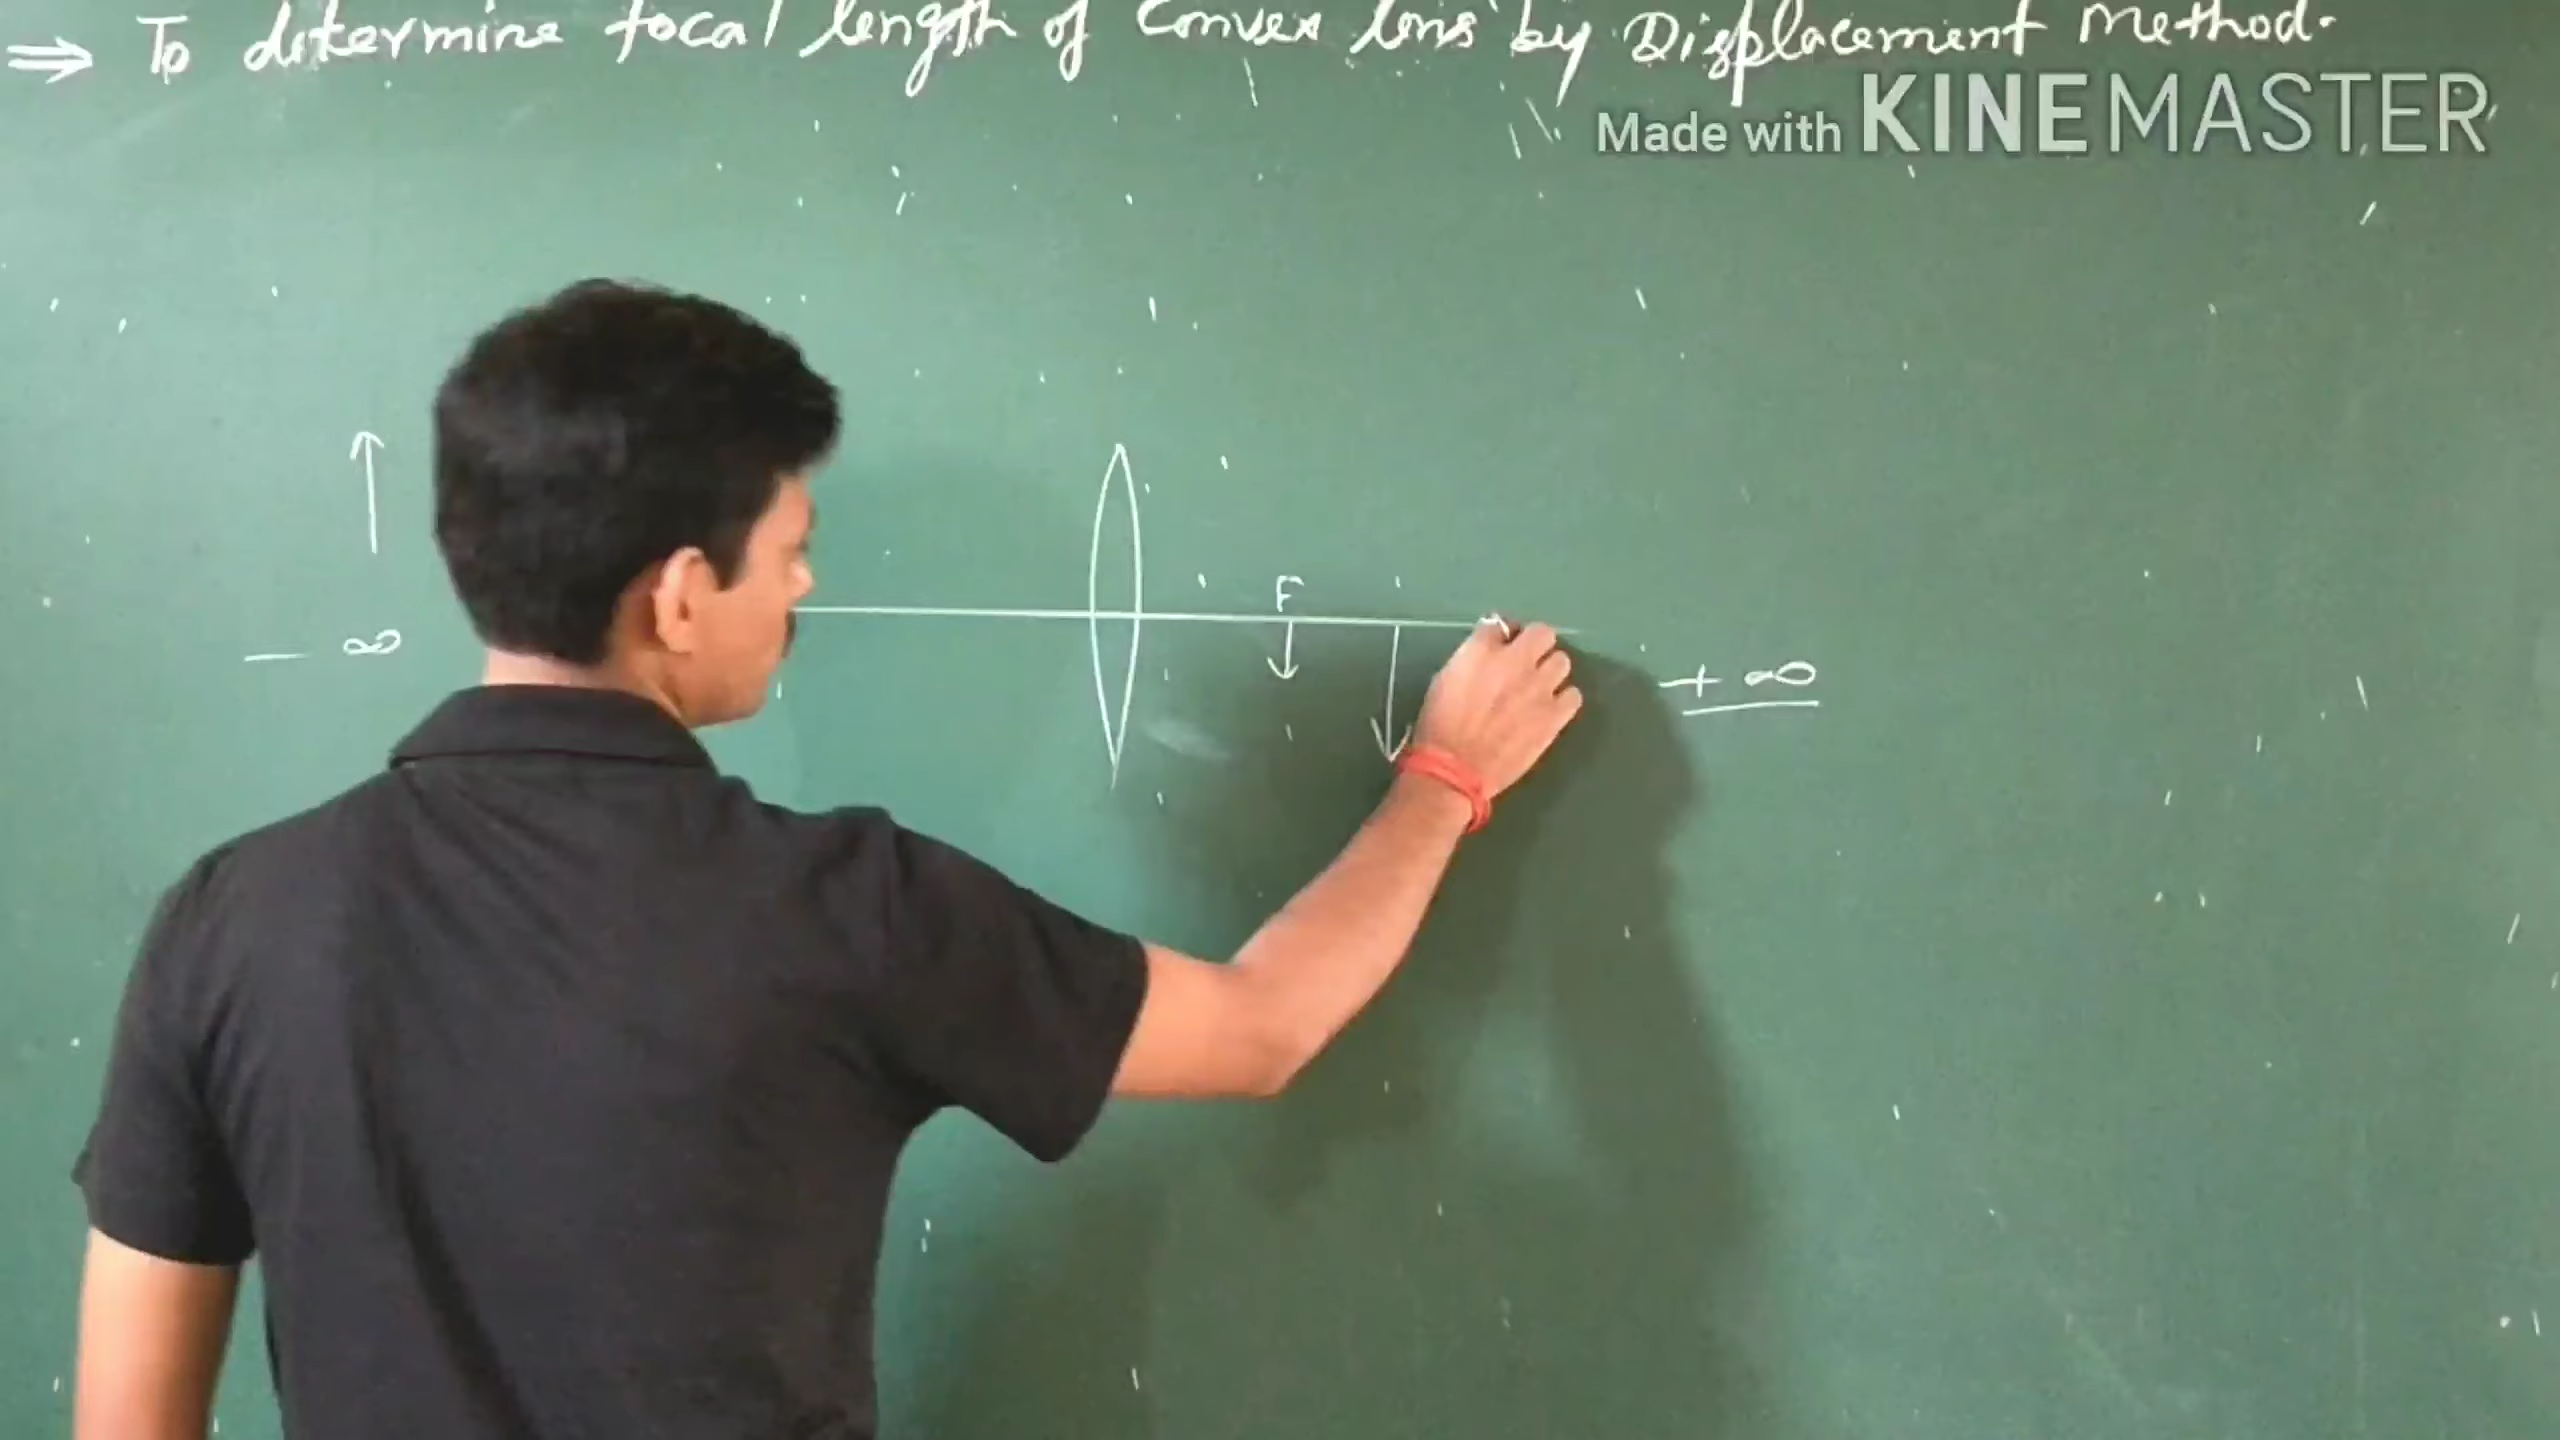 ⇒ To determine focal length of Convex lens by Displacement Method.
Made with KINEMASTER
F
- ∞
+ ∞